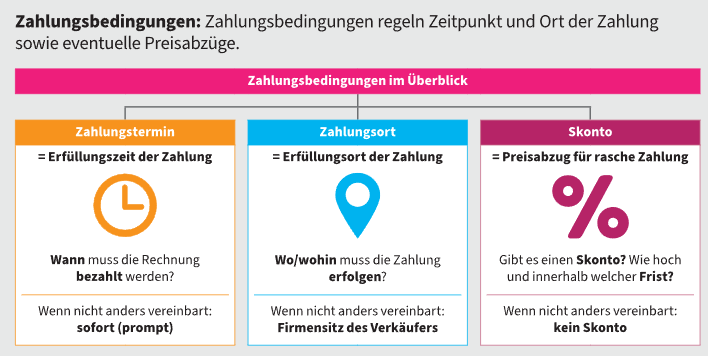 Zahlungsbedingungen: Zahlungsbedingungen regeln Zeitpunkt und Ort der Zahlung
sowie eventuelle Preisabzüge.
Zahlungsbedingungen im Überblick
Zahlungstermin
= Erfüllungszeit der Zahlung
Wann muss die Rechnung
bezahlt werden?
Wenn nicht anders vereinbart:
sofort (prompt)
Zahlungsort
= Erfüllungsort der Zahlung
Wo/wohin muss die Zahlung
erfolgen?
Wenn nicht anders vereinbart:
Firmensitz des Verkäufers
Skonto
= Preisabzug für rasche Zahlung
%
Gibt es einen Skonto? Wie hoch
und innerhalb welcher Frist?
Wenn nicht anders vereinbart:
kein Skonto